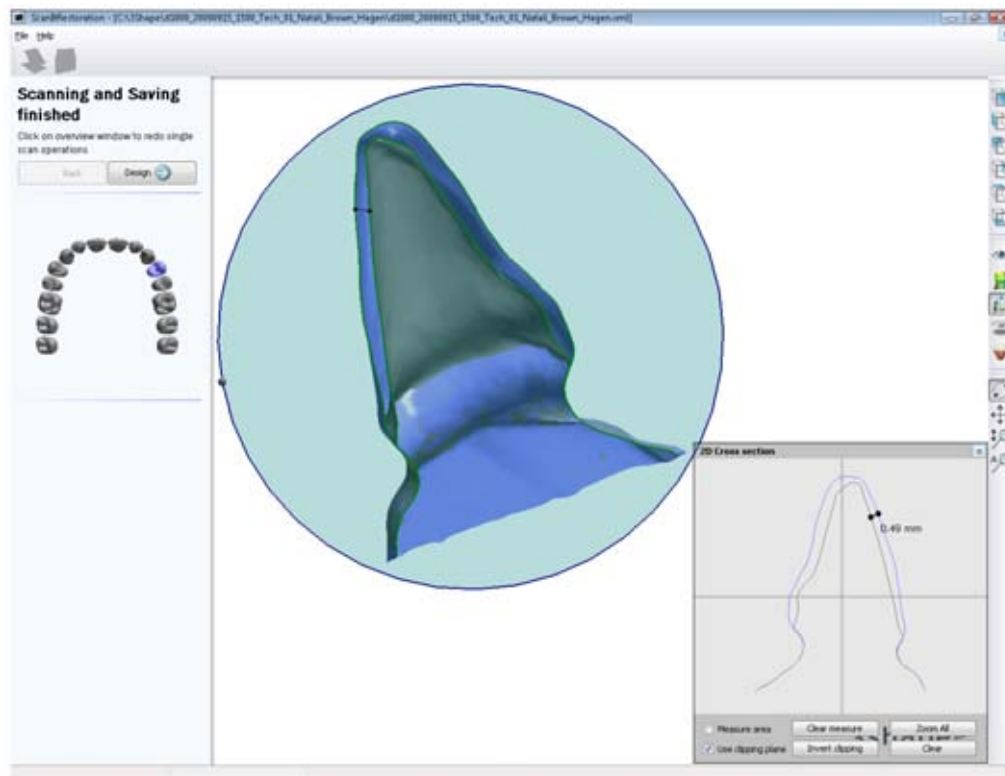 File Help
Scanning and Saving
finished
Click on overview window to redo single
scan operations
Back Design
2D Cross section
0.49 mm
Measure area Clear measure Zoom All
Use clipping plane Invert clipping Clear